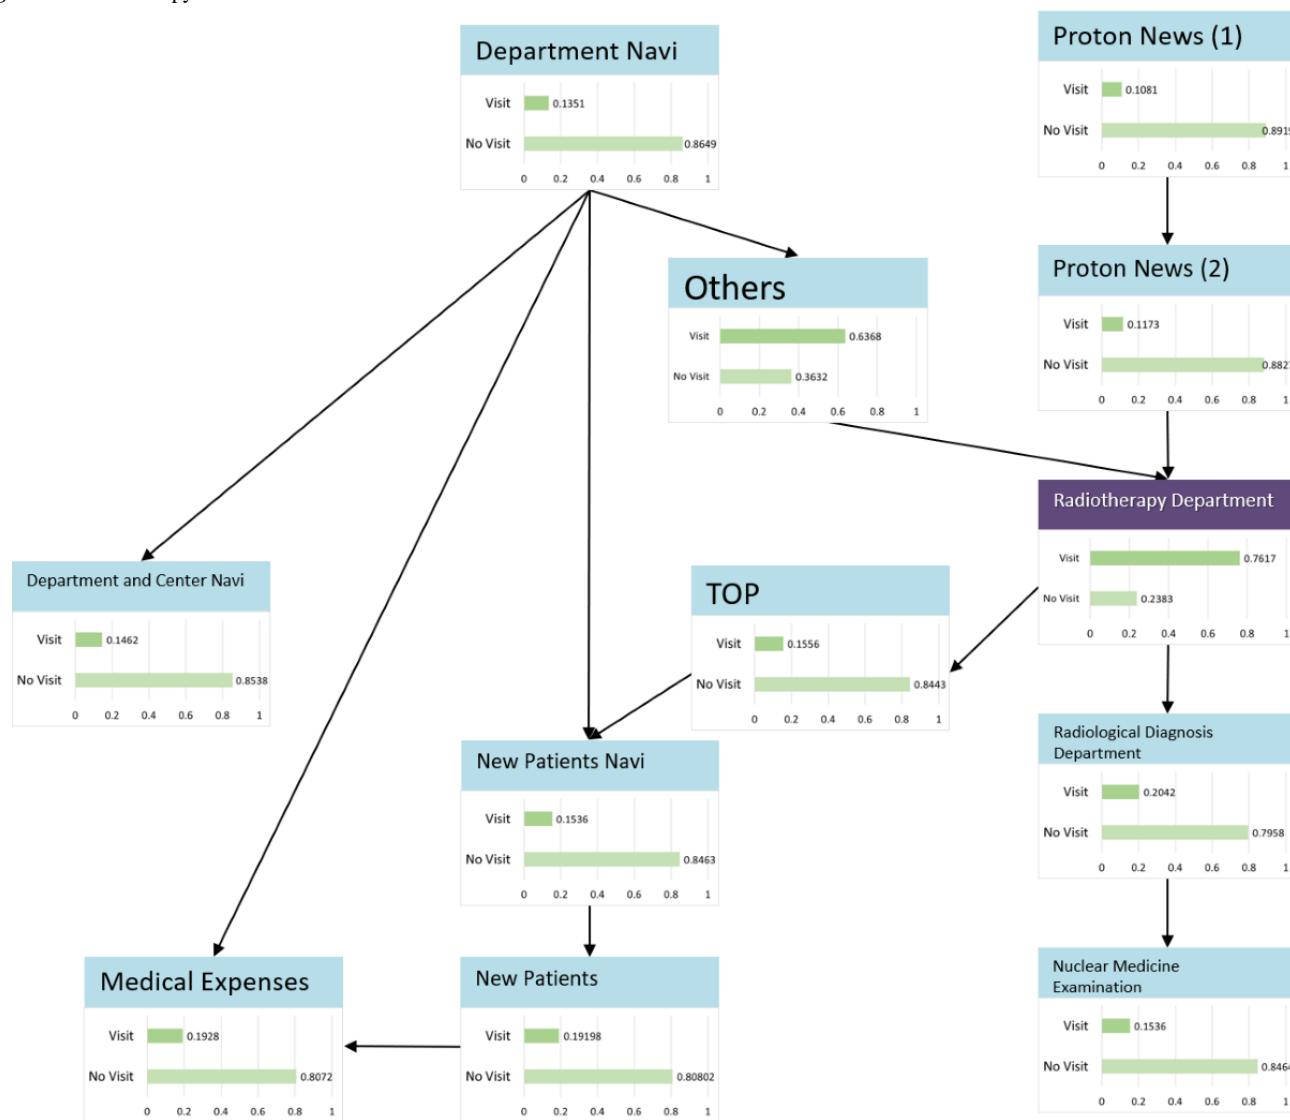 Department Navi
Visit 0.1351
No Visit 0.8649
0 0.2 0.4 0.6 0.8 1
Proton News (1)
Visit 0.1081
No Visit 0.8919
0 0.2 0.4 0.6 0.8 1
Others
Visit 0.6368
No Visit 0.3632
0 0.2 0.4 0.6 0.8 1
Proton News (2)
Visit 0.1173
No Visit 0.882
0 0.2 0.4 0.6 0.8 1
Radiotherapy Department
Visit 0.7617
No Visit 0.2383
0 0.2 0.4 0.6 0.8 1
Department and Center Navi
Visit 0.1462
No Visit 0.8538
0 0.2 0.4 0.6 0.8 1
TOP
Visit 0.1556
No Visit 0.8443
0 0.2 0.4 0.6 0.8 1
New Patients Navi
Visit 0.1536
No Visit 0.8463
0 0.2 0.4 0.6 0.8 1
Radiological Diagnosis
Department
Visit 0.2042
No Visit 0.7958
0 0.2 0.4 0.6 0.8 1
Medical Expenses
Visit 0.1928
No Visit 0.8072
0 0.2 0.4 0.6 0.8 1
New Patients
Visit 0.19198
No Visit 0.80802
0 0.2 0.4 0.6 0.8 1
Nuclear Medicine
Examination
Visit 0.1536
No Visit 0.8464
0 0.2 0.4 0.6 0.8 1